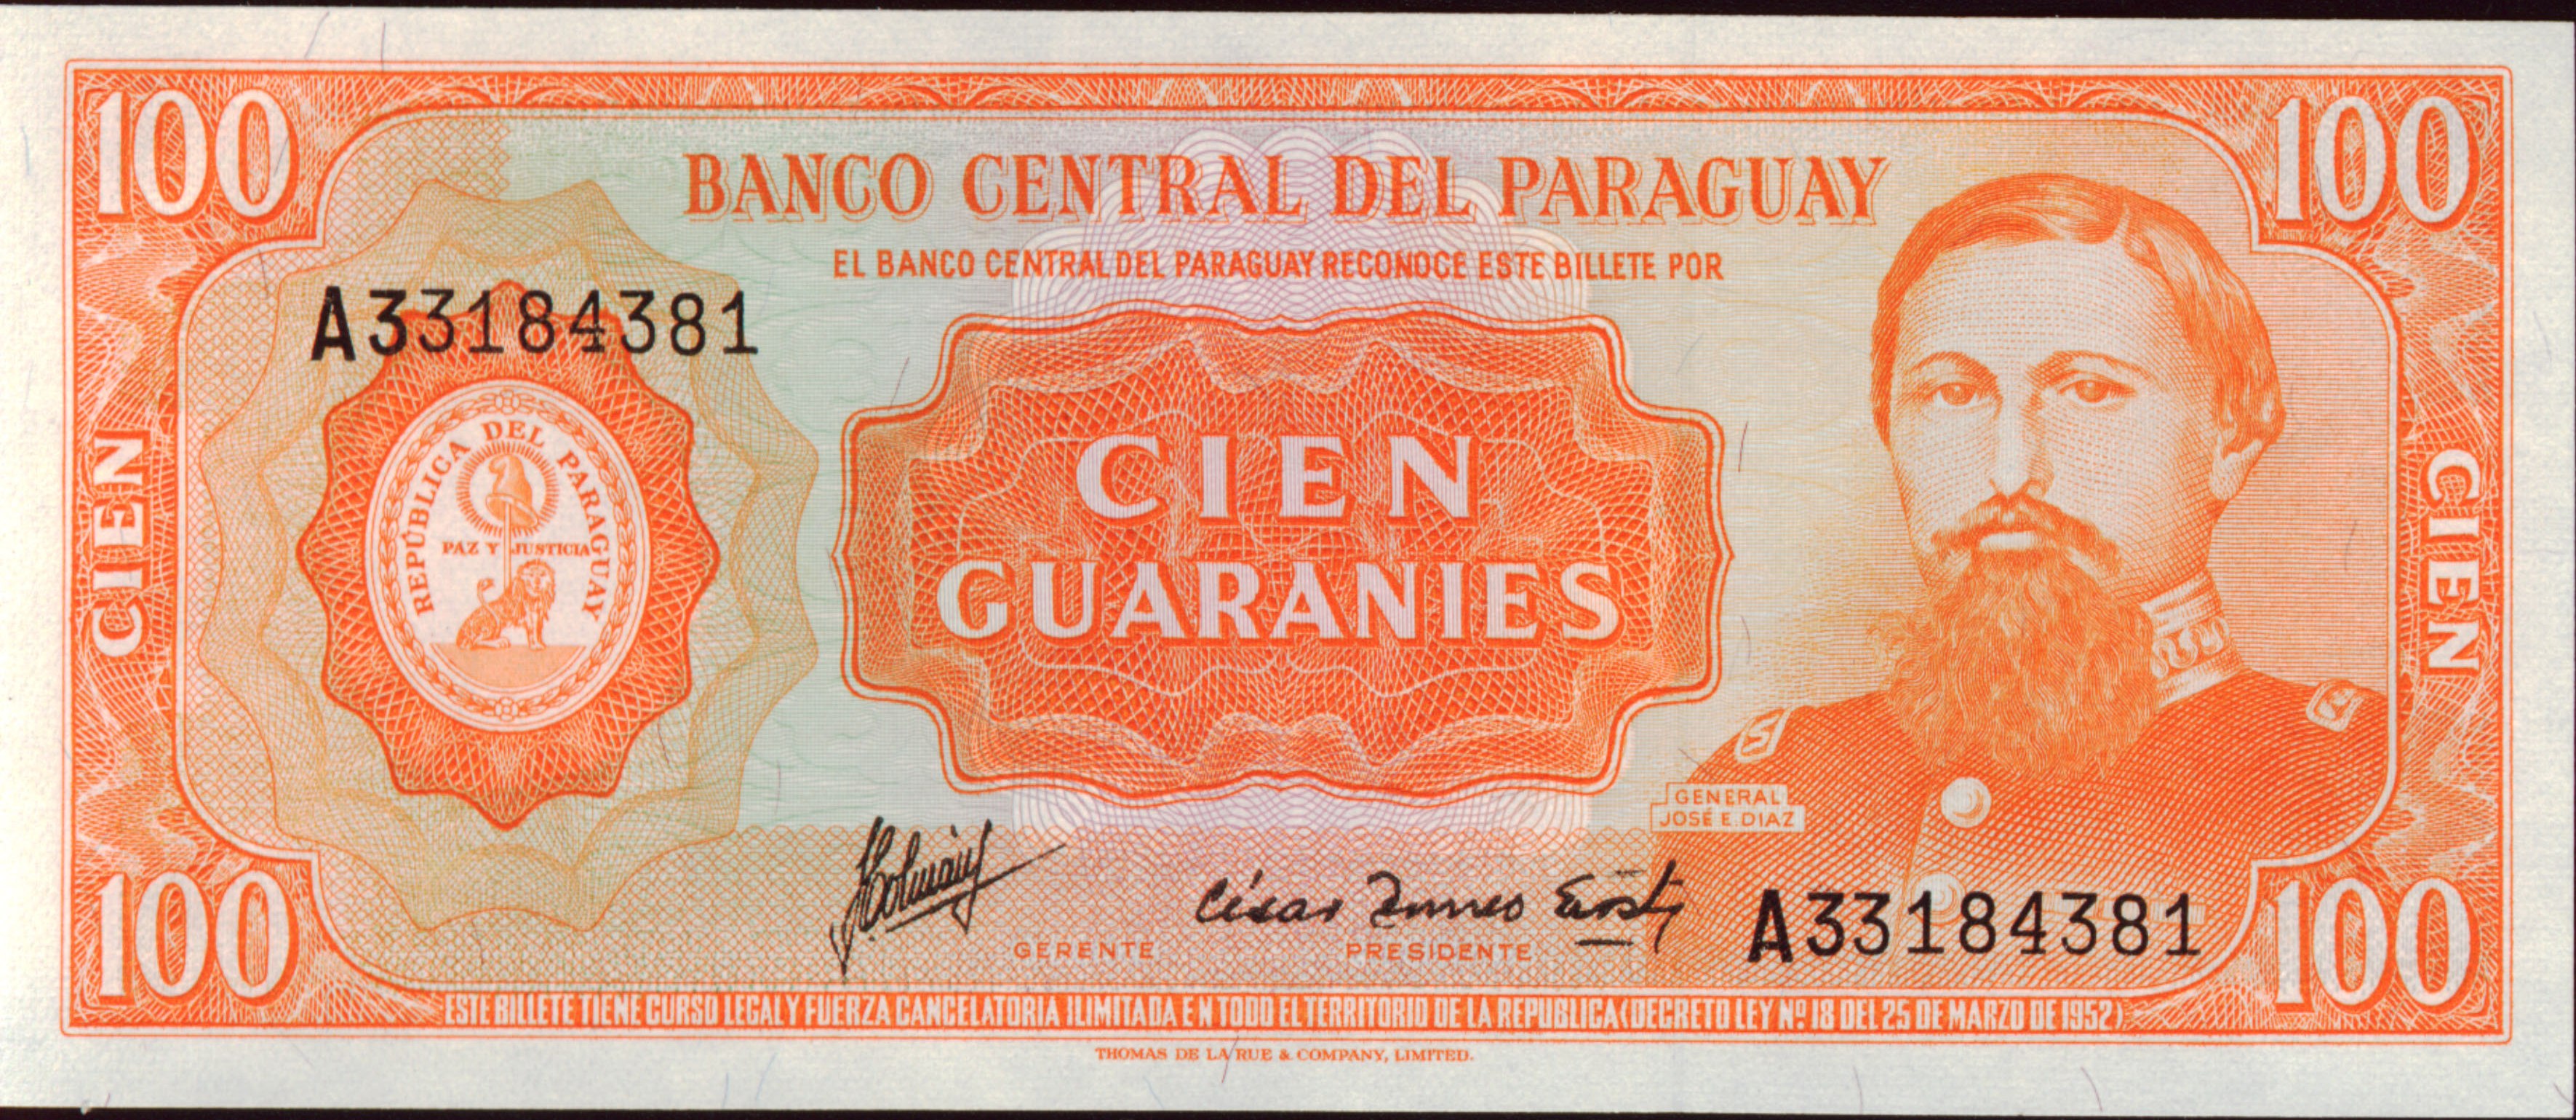 100
100
BANCO CENTRAL DEL PARAGUAY
EL BANCO CENTRAL DEL PARAGUAY RECONOCE ESTE BILLETE POR
A33184381
REPÚBLICA DEL PARAGUAY
PAZ Y JUSTICIA
CIEN
GUARANIES
CIEN
CIEN
GENERAL
JOSÉ E. DIAZ
César
GERENTE
PRESIDENTE
A33184381
100
100
ESTE BILLETE TIENE CURSO LEGAL Y FUERZA CANCELATORIA ILIMITADA EN TODO EL TERRITORIO DE LA REPUBLICA (DECRETO LEY Nº 18 DEL 25 DE MARZO DE 1952)
THOMAS DE LA RUE & COMPANY, LIMITED.